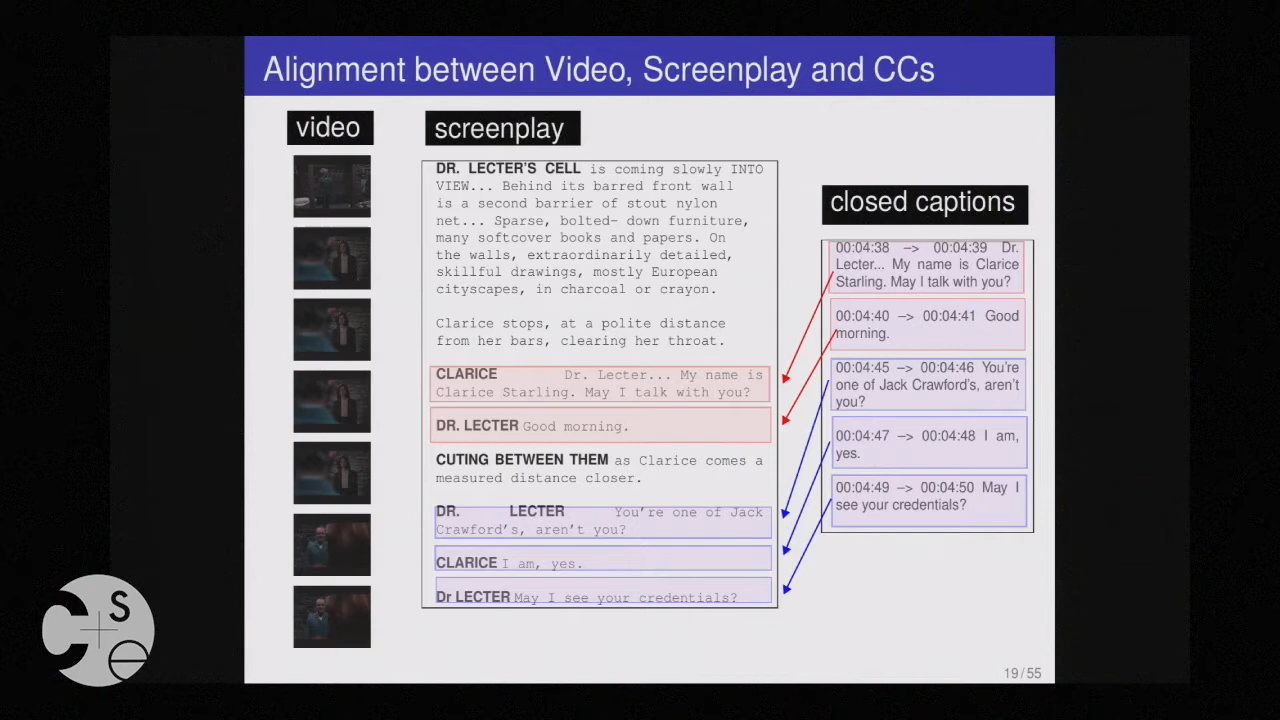 Alignment between Video, Screenplay and CCs
video
screenplay
DR. LECTER'S CELL is coming slowly INTO
VIEW... Behind its barred front wall
is a second barrier of stout nylon
net... Sparse, bolted- down furniture,
many softcover books and papers. On
the walls, extraordinarily detailed,
skillful drawings, mostly European
cityscapes, in charcoal or crayon.
Clarice stops, at a polite distance
from her bars, clearing her throat.
CLARICE Dr. Lecter... My name is
Clarice Starling. May I talk with you?
DR. LECTER Good morning.
CUTING BETWEEN THEM as Clarice comes a
measured distance closer.
DR. LECTER You're one of Jack
Crawford's, aren't you?
CLARICE I am, yes.
Dr LECTER May I see your credentials?
closed captions
00:04:38 –> 00:04:39 Dr.
Lecter... My name is Clarice
Starling. May I talk with you?
00:04:40 –> 00:04:41 Good
morning.
00:04:45 –> 00:04:46 You're
one of Jack Crawford's, aren't
you?
00:04:47 –> 00:04:48 I am,
yes.
00:04:49 –> 00:04:50 May I
see your credentials?
19/55
C+S e